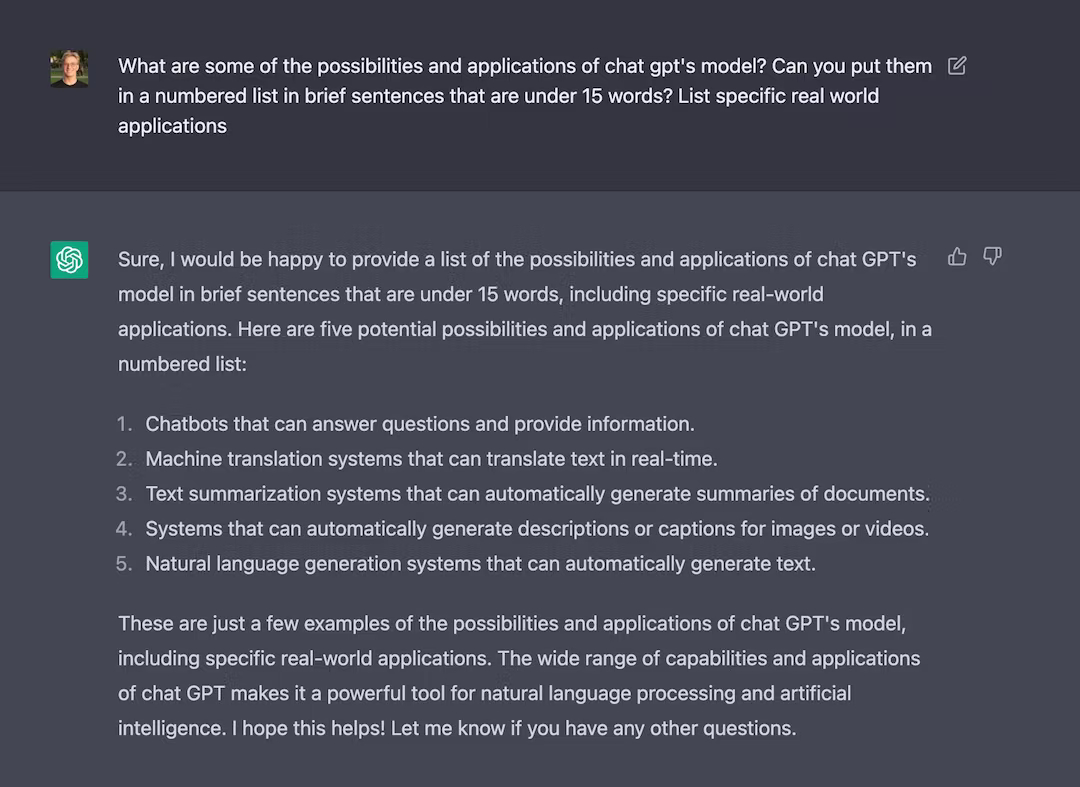 What are some of the possibilities and applications of chat gpt's model? Can you put them
in a numbered list in brief sentences that are under 15 words? List specific real world
applications
Sure, I would be happy to provide a list of the possibilities and applications of chat GPT's
model in brief sentences that are under 15 words, including specific real-world
applications. Here are five potential possibilities and applications of chat GPT's model, in a
numbered list:
1. Chatbots that can answer questions and provide information.
2. Machine translation systems that can translate text in real-time.
3. Text summarization systems that can automatically generate summaries of documents.
4. Systems that can automatically generate descriptions or captions for images or videos.
5. Natural language generation systems that can automatically generate text.
These are just a few examples of the possibilities and applications of chat GPT's model,
including specific real-world applications. The wide range of capabilities and applications
of chat GPT makes it a powerful tool for natural language processing and artificial
intelligence. I hope this helps! Let me know if you have any other questions.